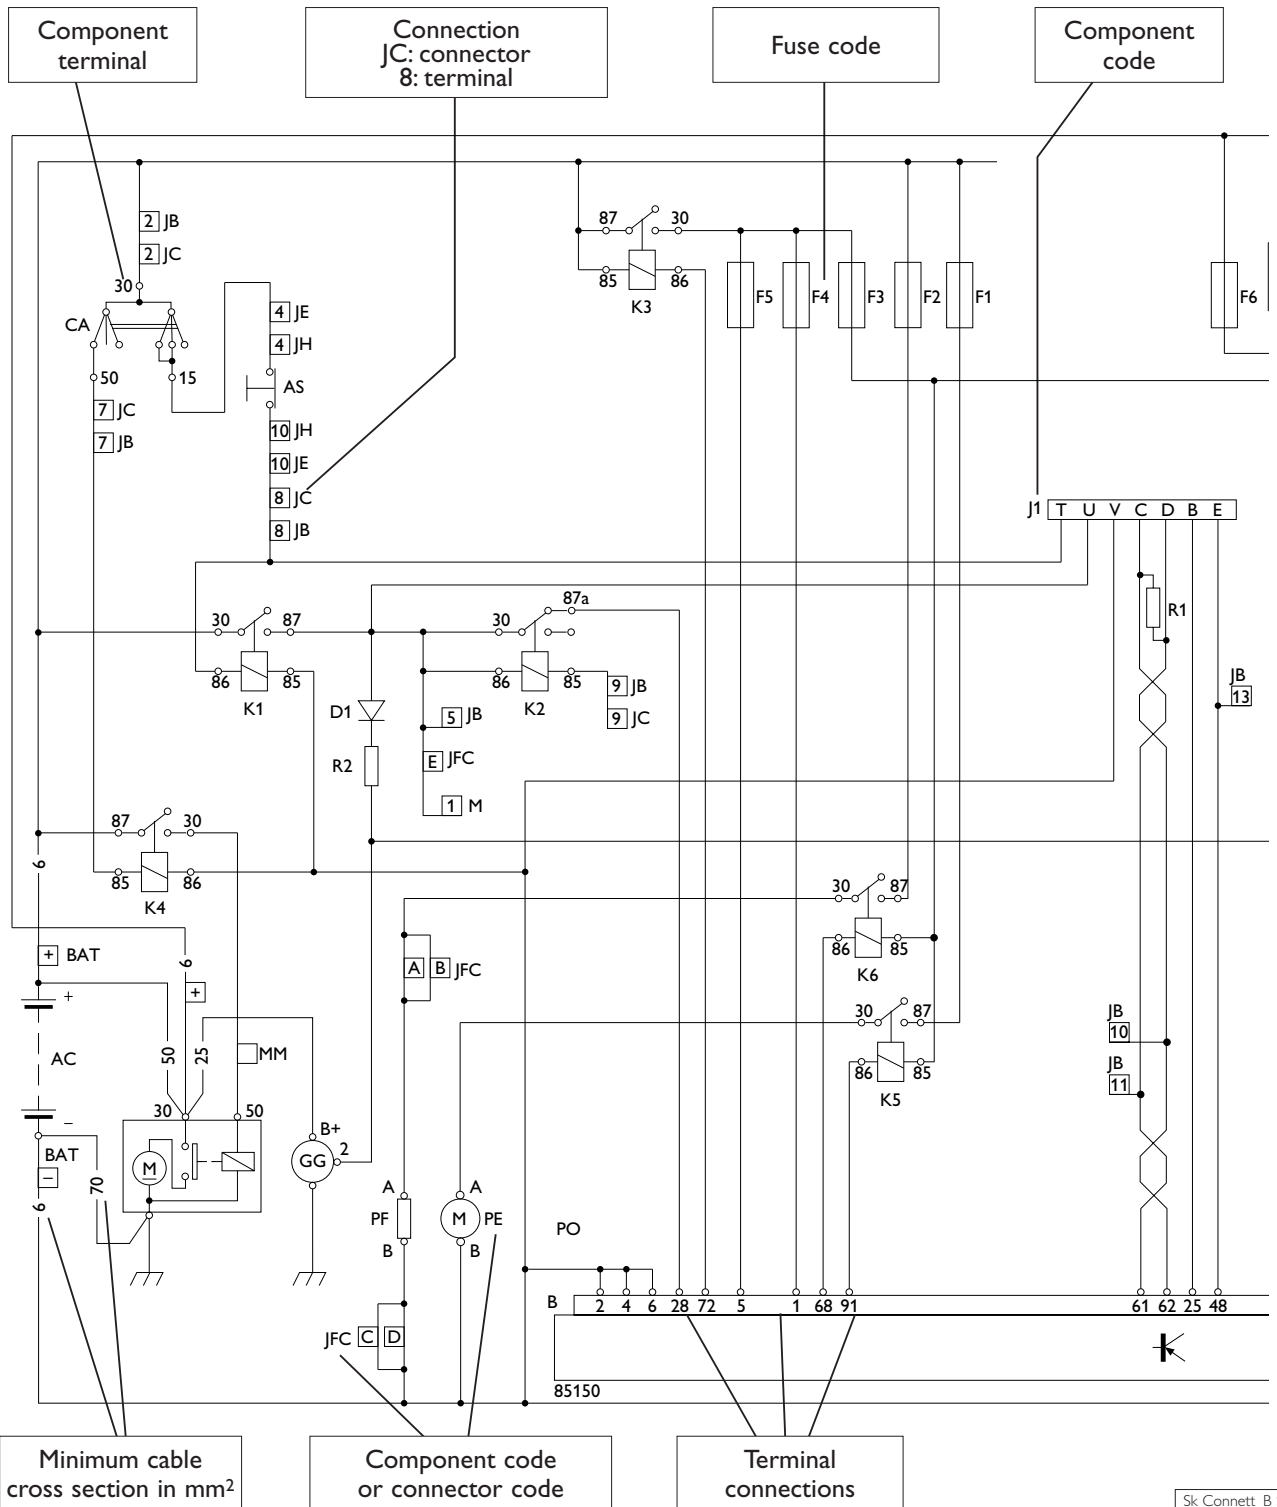 Component
terminal
Connection
JC: connector
8: terminal
Fuse code
Component
code
2 JB
2 JC
30
CA
50
15
7 JC
7 JB
4 JE
4 JH
AS
10 JH
10 JE
8 JC
8 JB
87 30
85 86
K3
F5
F4
F3
F2
F1
F6
J1 T U V C D B E
R1
JB
13
30 87
86 85
K1
87a
30
86 85
K2
9 JB
9 JC
D1
R2
5 JB
E JFC
1 M
87 30
85 86
K4
6
+ BAT
+
AC
−
BAT
−
6
70
6
+
50
25
MM
30 50
M
B+
GG 2
A B JFC
30 87
86 85
K6
30 87
86 85
K5
JB
10
JB
11
A
PF
B
A
M PE
B
PO
JFC C D
B 2 4 6 28 72 5 1 68 91 61 62 25 48
85150
Minimum cable
cross section in mm²
Component code
or connector code
Terminal
connections
Sk_Connett_B